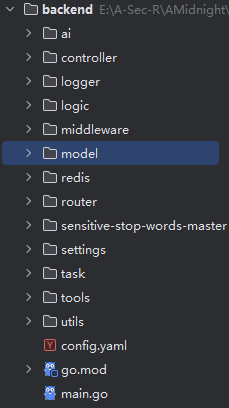 backend E:\A-Sec-R\AMidnight\
ai
controller
logger
logic
middleware
model
redis
router
sensitive-stop-words-master
settings
task
tools
utils
config.yaml
go.mod
main.go